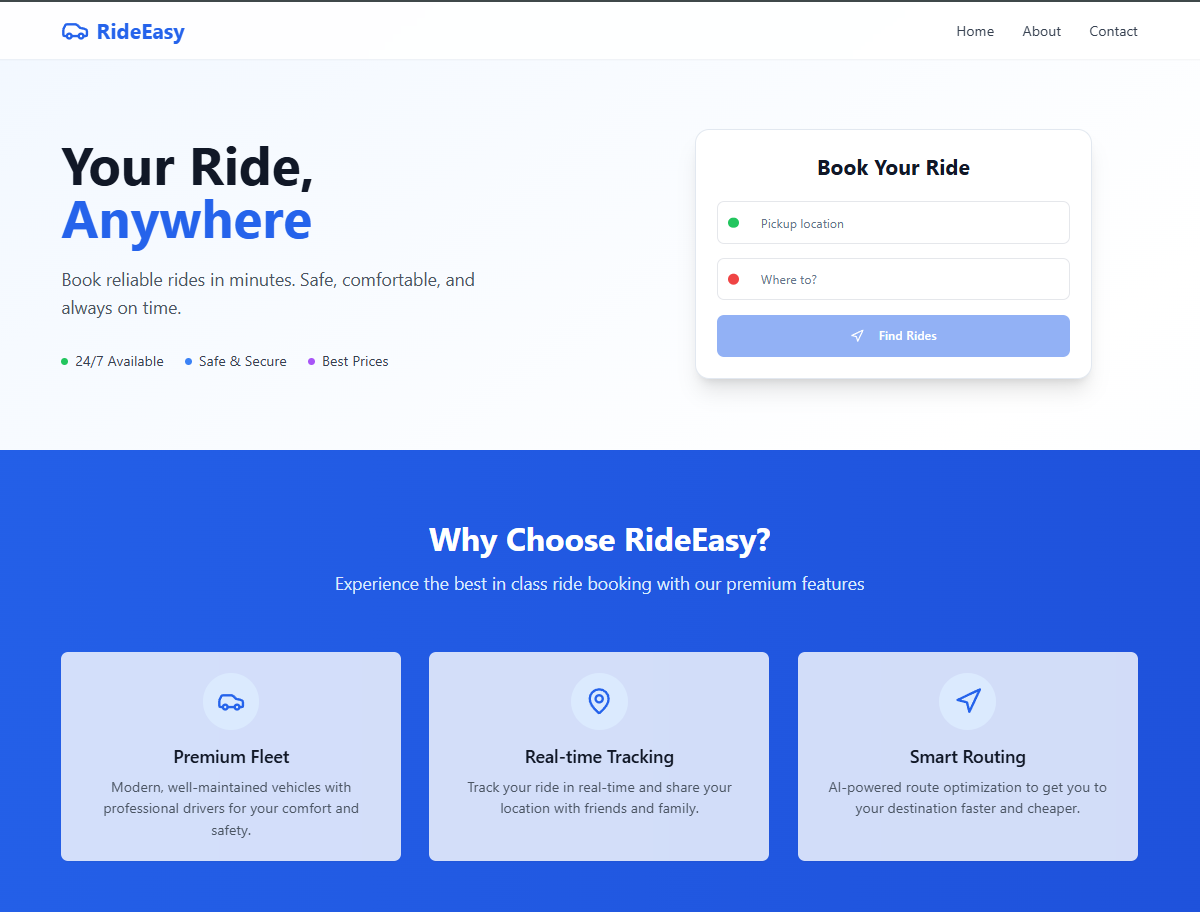 RideEasy
Home
About
Contact
Your Ride,
Anywhere
Book reliable rides in minutes. Safe, comfortable, and
always on time.
24/7 Available
Safe & Secure
Best Prices
Book Your Ride
Pickup location
Where to?
Find Rides
Why Choose RideEasy?
Experience the best in class ride booking with our premium features
Premium Fleet
Modern, well-maintained vehicles with
professional drivers for your comfort and
safety.
Real-time Tracking
Track your ride in real-time and share your
location with friends and family.
Smart Routing
AI-powered route optimization to get you to
your destination faster and cheaper.